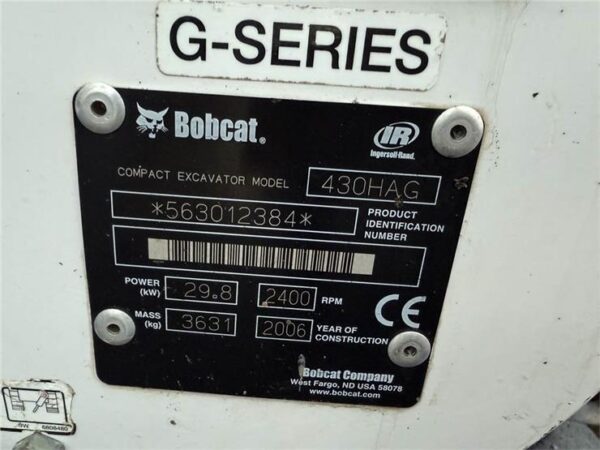 G-SERIES
Bobcat®
IR
Ingersoll-Rand
COMPACT EXCAVATOR MODEL 430HAG
*563012384* PRODUCT IDENTIFICATION NUMBER
POWER (kW) 29.8 2400 RPM
MASS (kg) 3631 2006 YEAR OF CONSTRUCTION
CE
Bobcat Company
West Fargo, ND USA 58078
www.bobcat.com